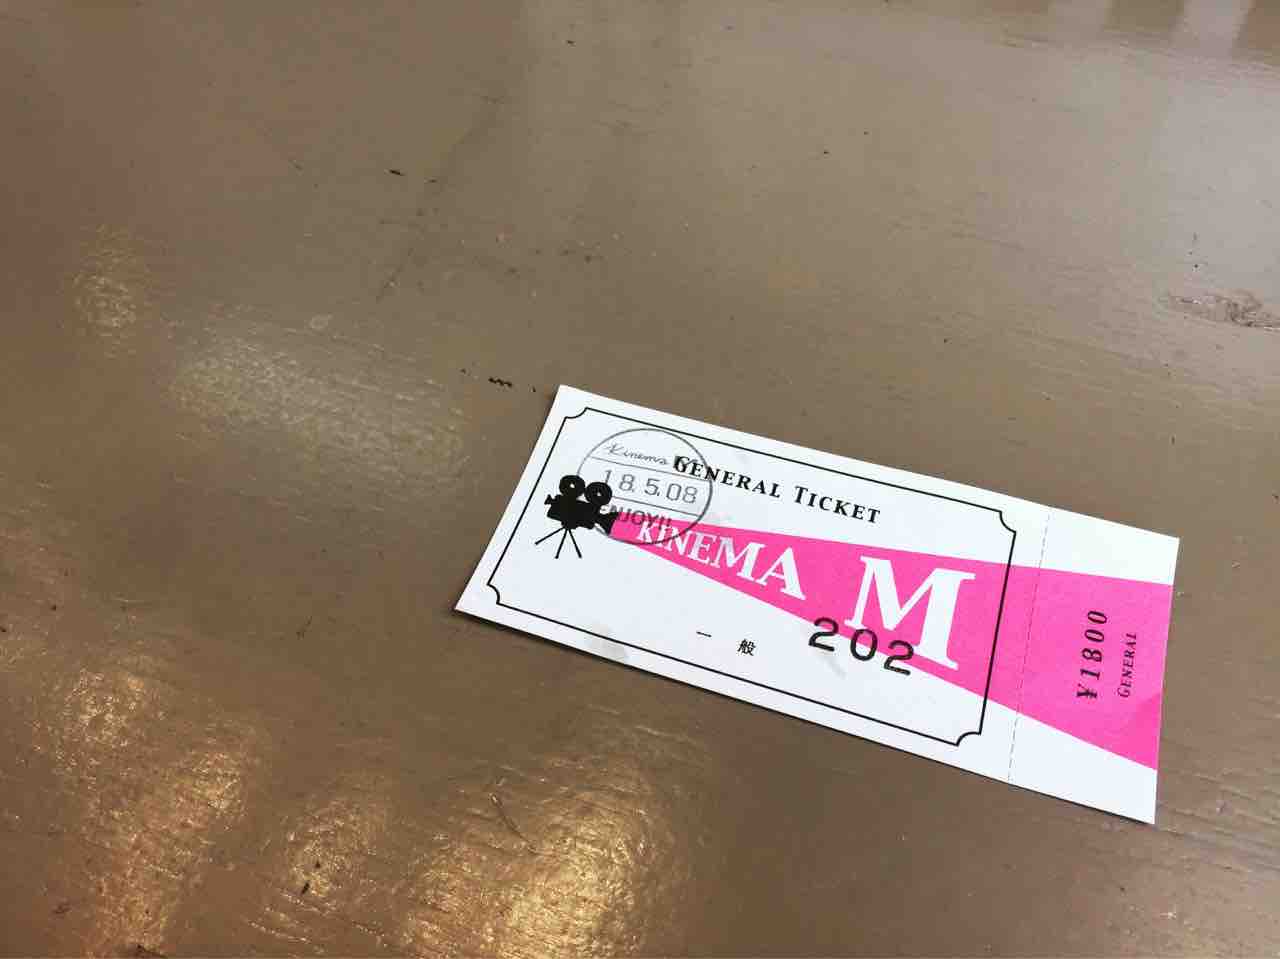 Kinema M
18.5.08
ENJOY!!
GENERAL TICKET
KINEMA M
一般
202
¥1800
GENERAL